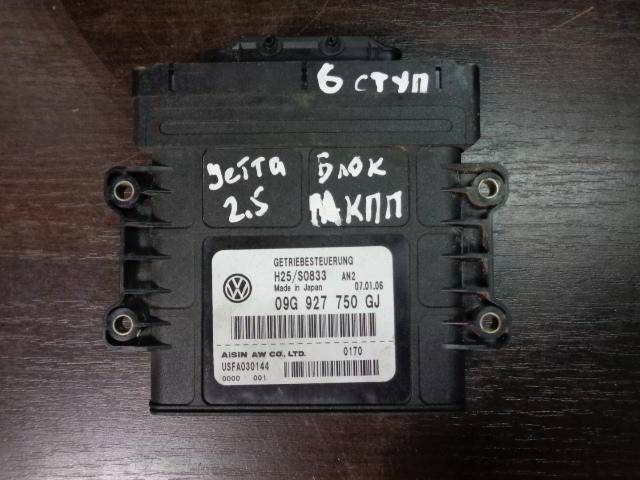 6 ступ
Jетта
2.5
Блок
МКПП
GETRIEBESTEUERUNG
H25/S0833 AN2
Made in Japan 07.01.06
09G 927 750 GJ
AISIN AW CO., LTD. 0170
USFA030144
0000 001